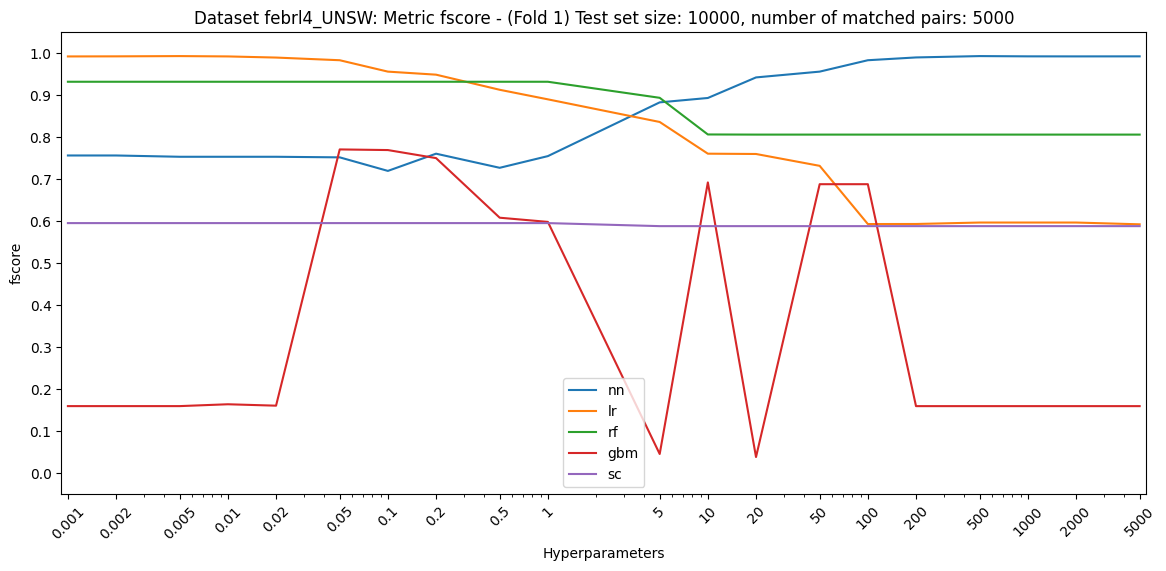 Dataset febrl4_UNSW: Metric fscore - (Fold 1) Test set size: 10000, number of matched pairs: 5000
fscore
1.0
0.9
0.8
0.7
0.6
0.5
0.4
0.3
0.2
0.1
0.0
nn
lr
rf
gbm
sc
0.001 0.002 0.005 0.01 0.02 0.05 0.1 0.2 0.5 1 5 10 20 50 100 200 500 1000 2000 5000
Hyperparameters